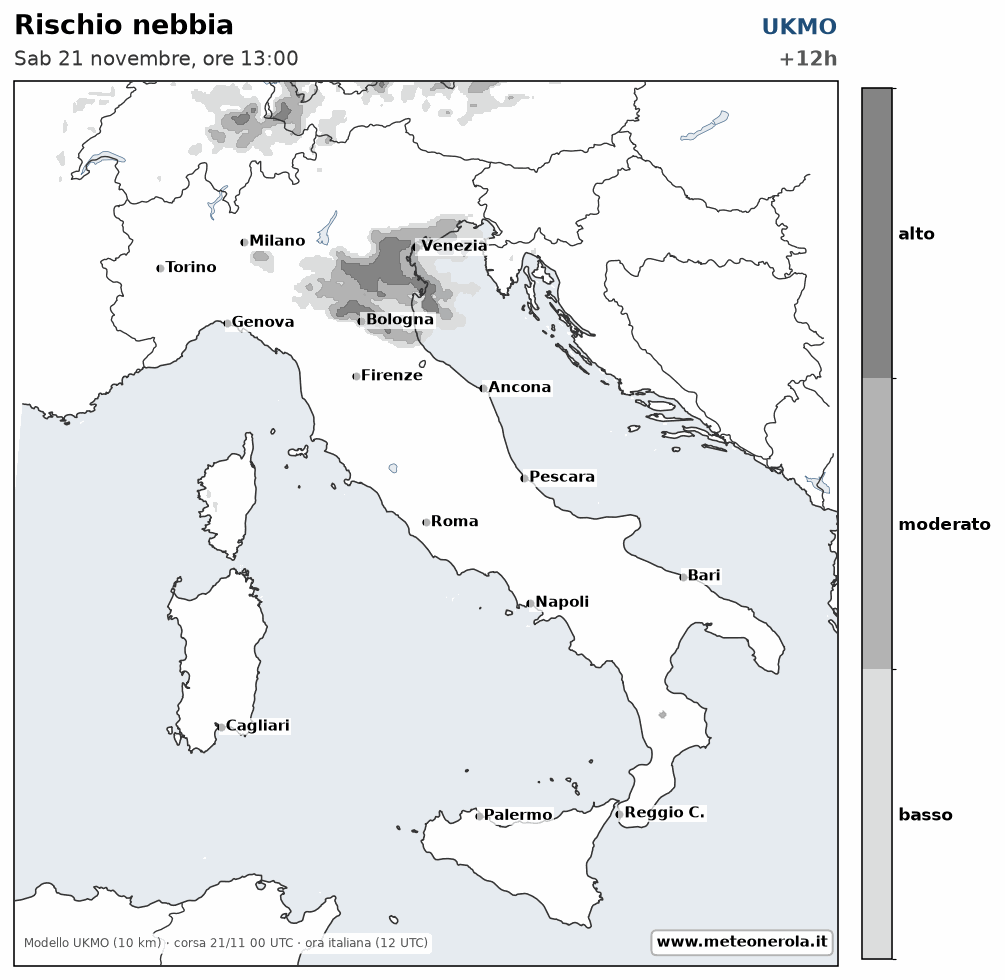 Rischio nebbia
UKMO
Sab 21 novembre, ore 13:00
+12h
Milano
Venezia
Torino
Genova
Bologna
Firenze
Ancona
Pescara
Roma
Bari
Napoli
Cagliari
Palermo
Reggio C.
alto
moderato
basso
Modello UKMO (10 km) · corsa 21/11 00 UTC · ora italiana (12 UTC)
www.meteonerola.it